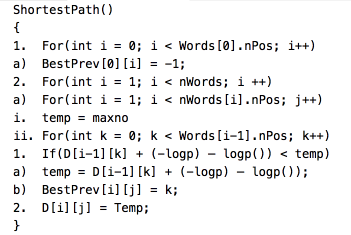 ShortestPath()
{
1. For(int i = 0; i < Words[0].nPos; i++)
a) BestPrev[0][i] = -1;
2. For(int i = 1; i < nWords; i ++)
a) For(int i = 1; i < nWords[i].nPos; j++)
i. temp = maxno
ii. For(int k = 0; k < Words[i-1].nPos; k++)
1. If(D[i-1][k] + (-logp) – logp()) < temp)
a) temp = D[i-1][k] + (-logp) – logp());
b) BestPrev[i][j] = k;
2. D[i][j] = Temp;
}